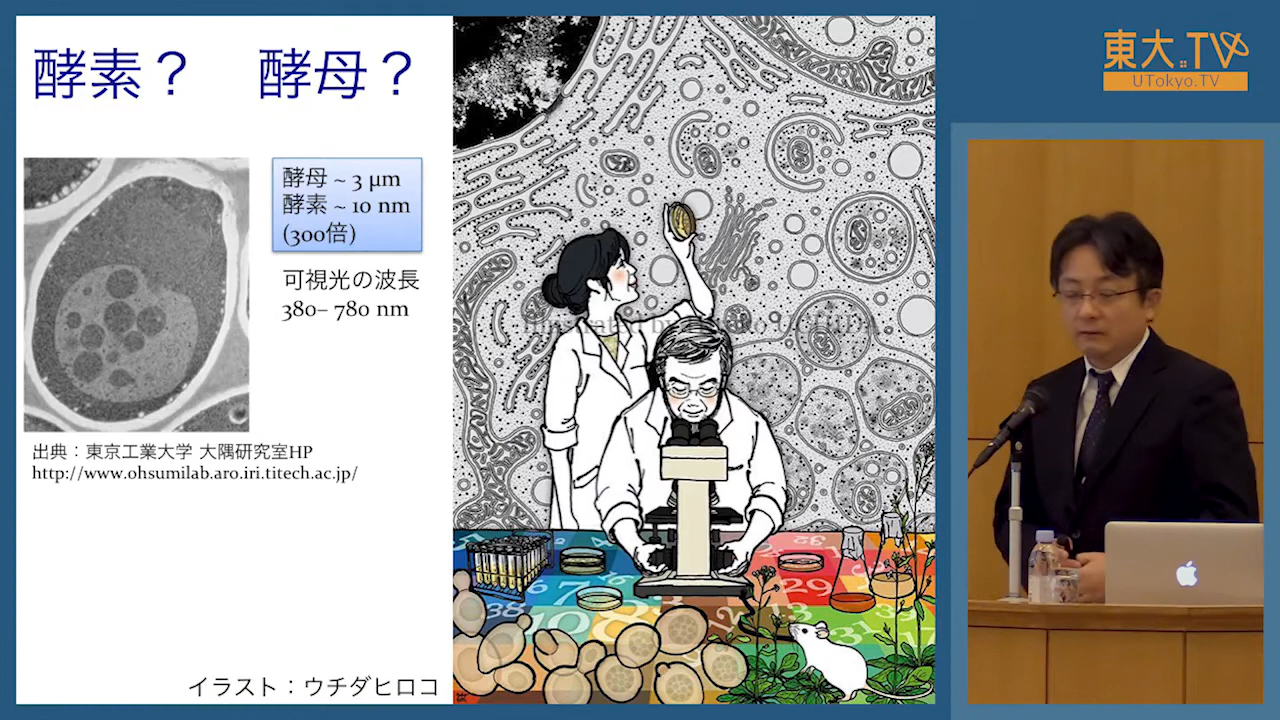 酵素？　酵母？
酵母 ~ 3 μm
酵素 ~ 10 nm
(300倍)
可視光の波長
380– 780 nm
出典：東京工業大学 大隅研究室HP
http://www.ohsumilab.aro.iri.titech.ac.jp/
イラスト：ウチダヒロコ
東大.TV
UTokyo.TV
29
31